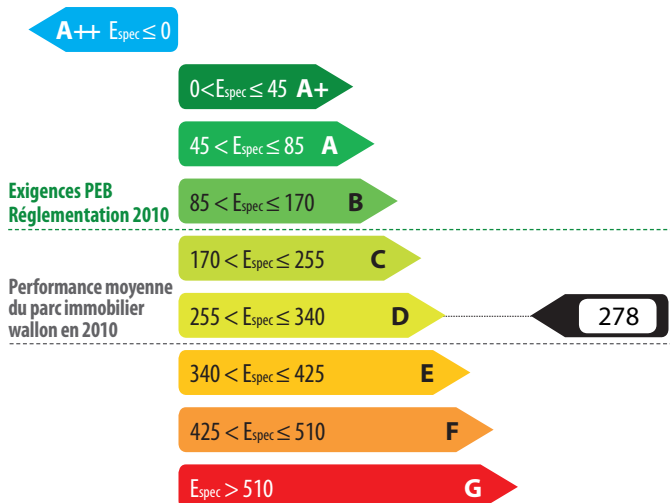 A++ Espec ≤ 0
0<Espec ≤ 45 A+
45 < Espec ≤ 85 A
Exigences PEB
Réglementation 2010
85 < Espec ≤ 170 B
170 < Espec ≤ 255 C
Performance moyenne
du parc immobilier
wallon en 2010
255 < Espec ≤ 340 D
278
340 < Espec ≤ 425 E
425 < Espec ≤ 510 F
Espec > 510 G